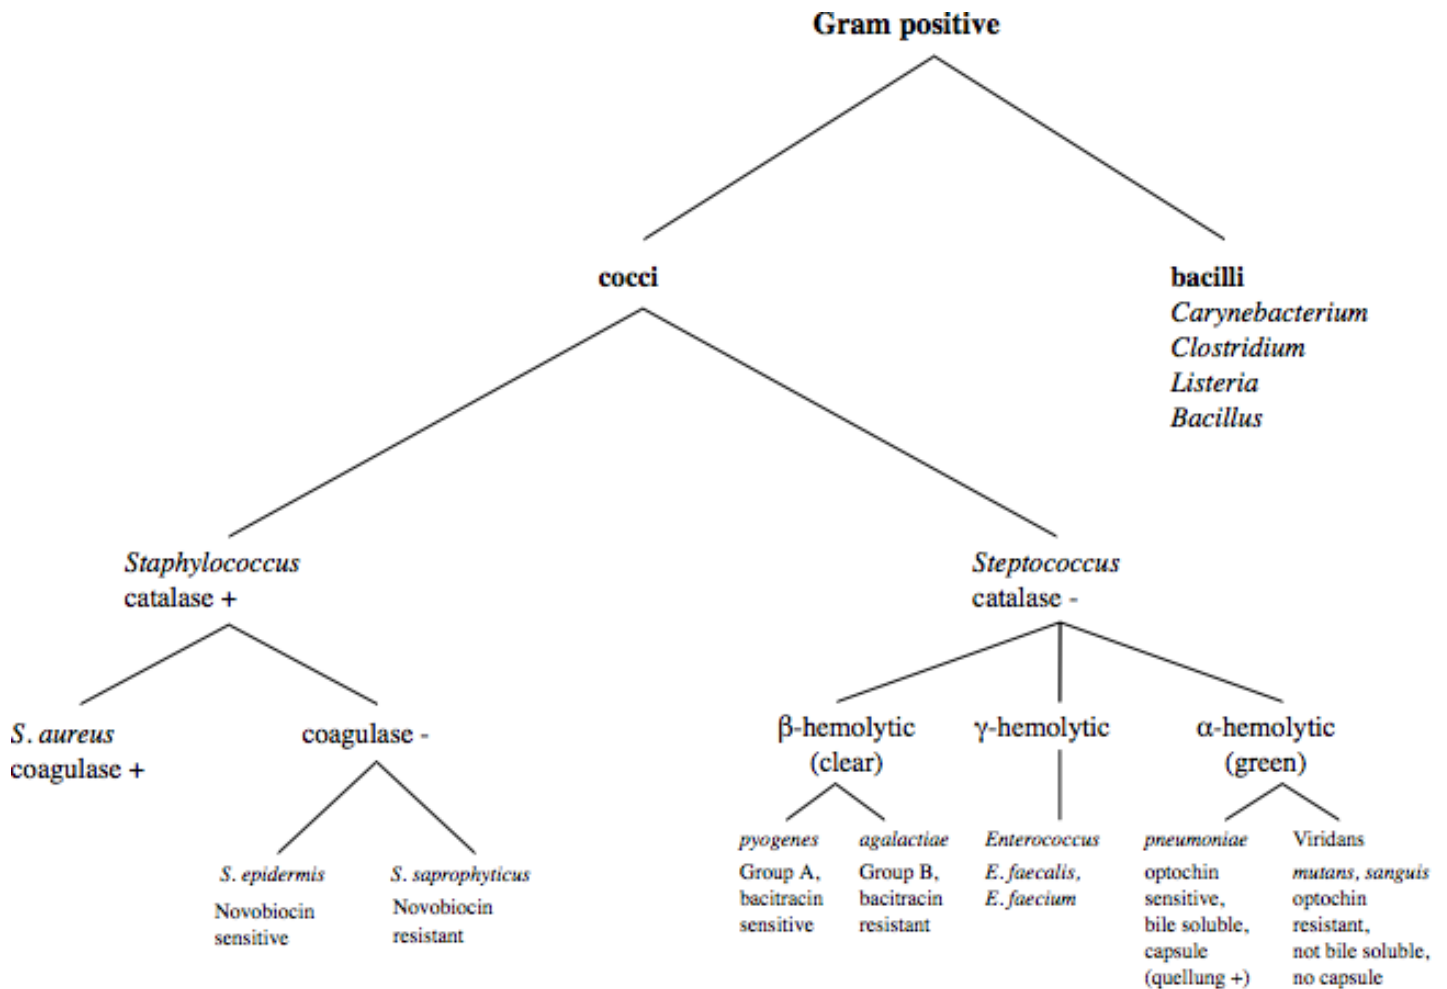 Gram positive
cocci
bacilli
Carynebacterium
Clostridium
Listeria
Bacillus
Staphylococcus
catalase +
Steptococcus
catalase -
S. aureus
coagulase +
coagulase -
β-hemolytic
(clear)
γ-hemolytic
α-hemolytic
(green)
S. epidermis
Novobiocin
sensitive
S. saprophyticus
Novobiocin
resistant
pyogenes
Group A,
bacitracin
sensitive
agalactiae
Group B,
bacitracin
resistant
Enterococcus
E. faecalis,
E. faecium
pneumoniae
optochin
sensitive,
bile soluble,
capsule
(quellung +)
Viridans
mutans, sanguis
optochin
resistant,
not bile soluble,
no capsule